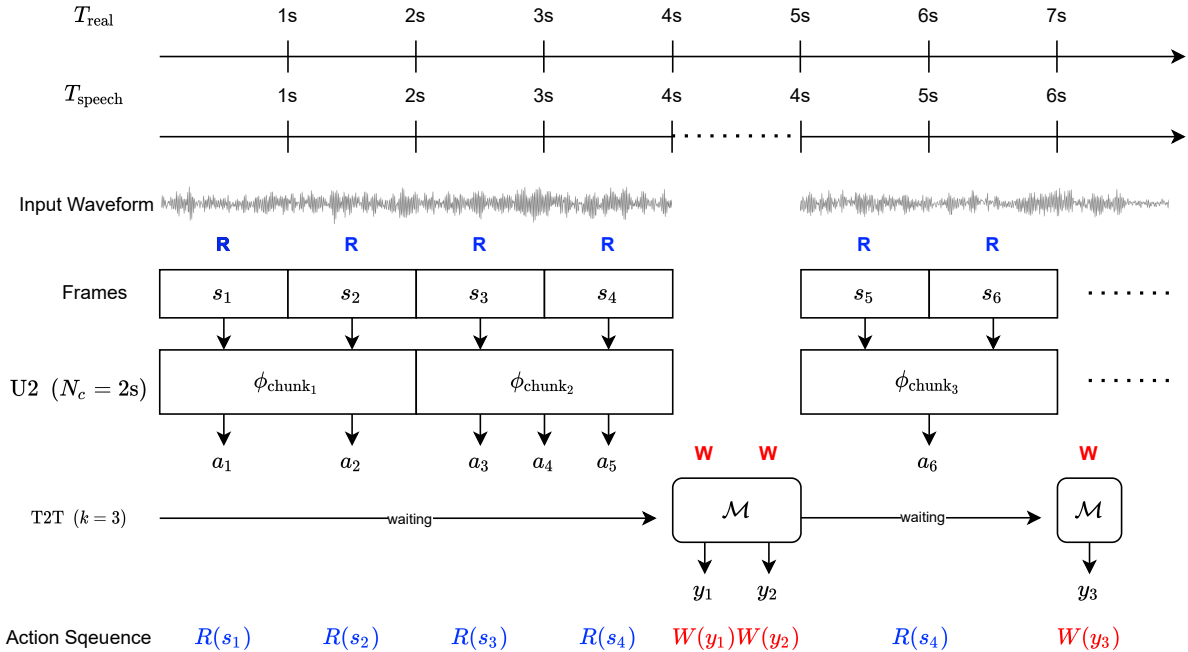 T_real 1s 2s 3s 4s 5s 6s 7s
T_speech 1s 2s 3s 4s 4s 5s 6s
Input Waveform
R R R R R R
Frames s_1 s_2 s_3 s_4 s_5 s_6 ........
U2 (N_c = 2s) ϕ_chunk_1 ϕ_chunk_2 ϕ_chunk_3 ........
W W W
a_1 a_2 a_3 a_4 a_5 a_6
T2T (k = 3) waiting ℳ waiting ℳ
y_1 y_2 y_3
Action Sqeuence R(s_1) R(s_2) R(s_3) R(s_4) W(y_1)W(y_2) R(s_4) W(y_3)